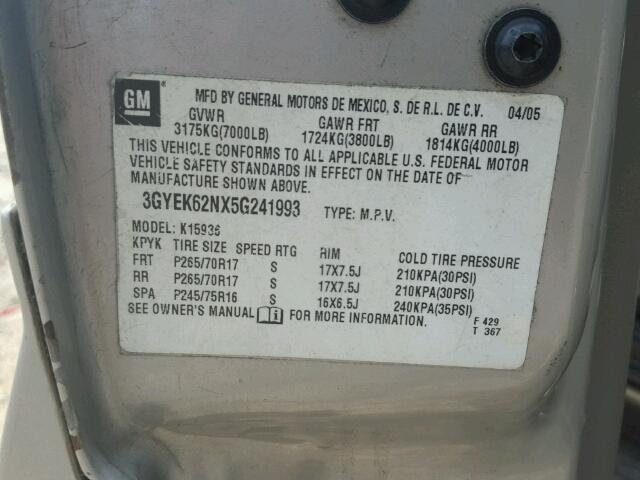 GM
MFD BY GENERAL MOTORS DE MEXICO, S. DE R.L. DE C.V. 04/05
GVWR GAWR FRT GAWR RR
3175KG(7000LB) 1724KG(3800LB) 1814KG(4000LB)
THIS VEHICLE CONFORMS TO ALL APPLICABLE U.S. FEDERAL MOTOR
VEHICLE SAFETY STANDARDS IN EFFECT ON THE DATE OF
MANUFACTURE SHOWN ABOVE.
3GYEK62NX5G241993 TYPE: M.P.V.
MODEL: K15936
KPYK TIRE SIZE SPEED RTG RIM COLD TIRE PRESSURE
FRT P265/70R17 S 17X7.5J 210KPA(30PSI)
RR P265/70R17 S 17X7.5J 210KPA(30PSI)
SPA P245/75R16 S 16X6.5J 240KPA(35PSI)
SEE OWNER'S MANUAL FOR MORE INFORMATION.
F 429
T 367